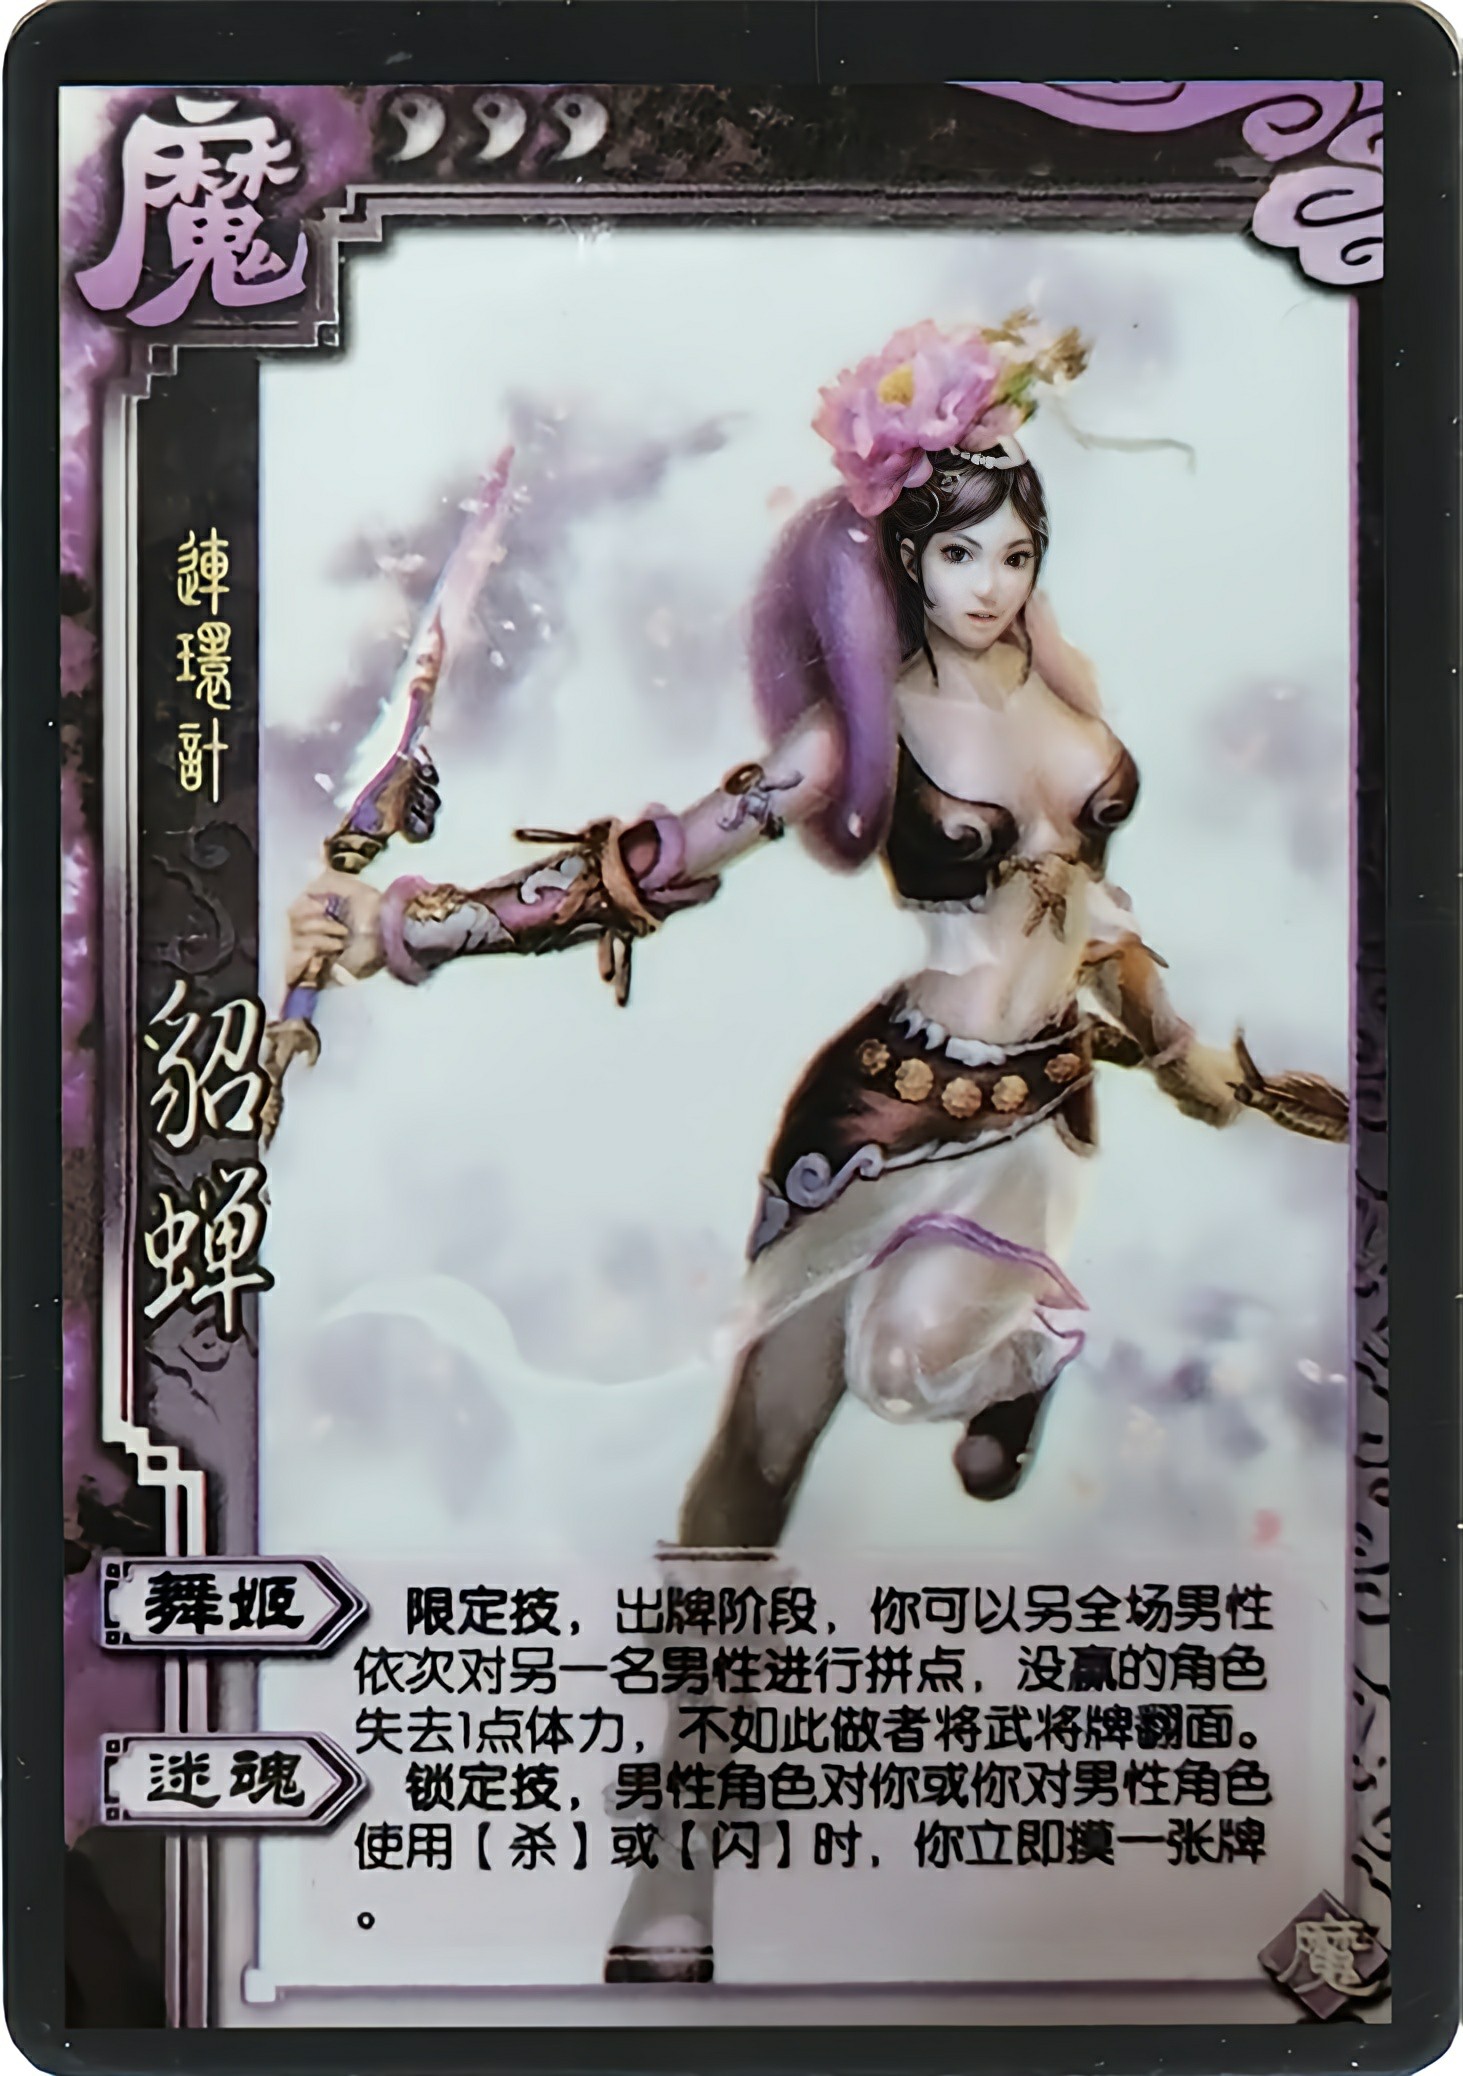 魔
連環計
貂蝉
舞姬
限定技，出牌阶段，你可以另全场男性
依次对另一名男性进行拼点，没赢的角色
失去1点体力，不如此做者将武将牌翻面。
迷魂
锁定技，男性角色对你或你对男性角色
使用【杀】或【闪】时，你立即摸一张牌
。
魔